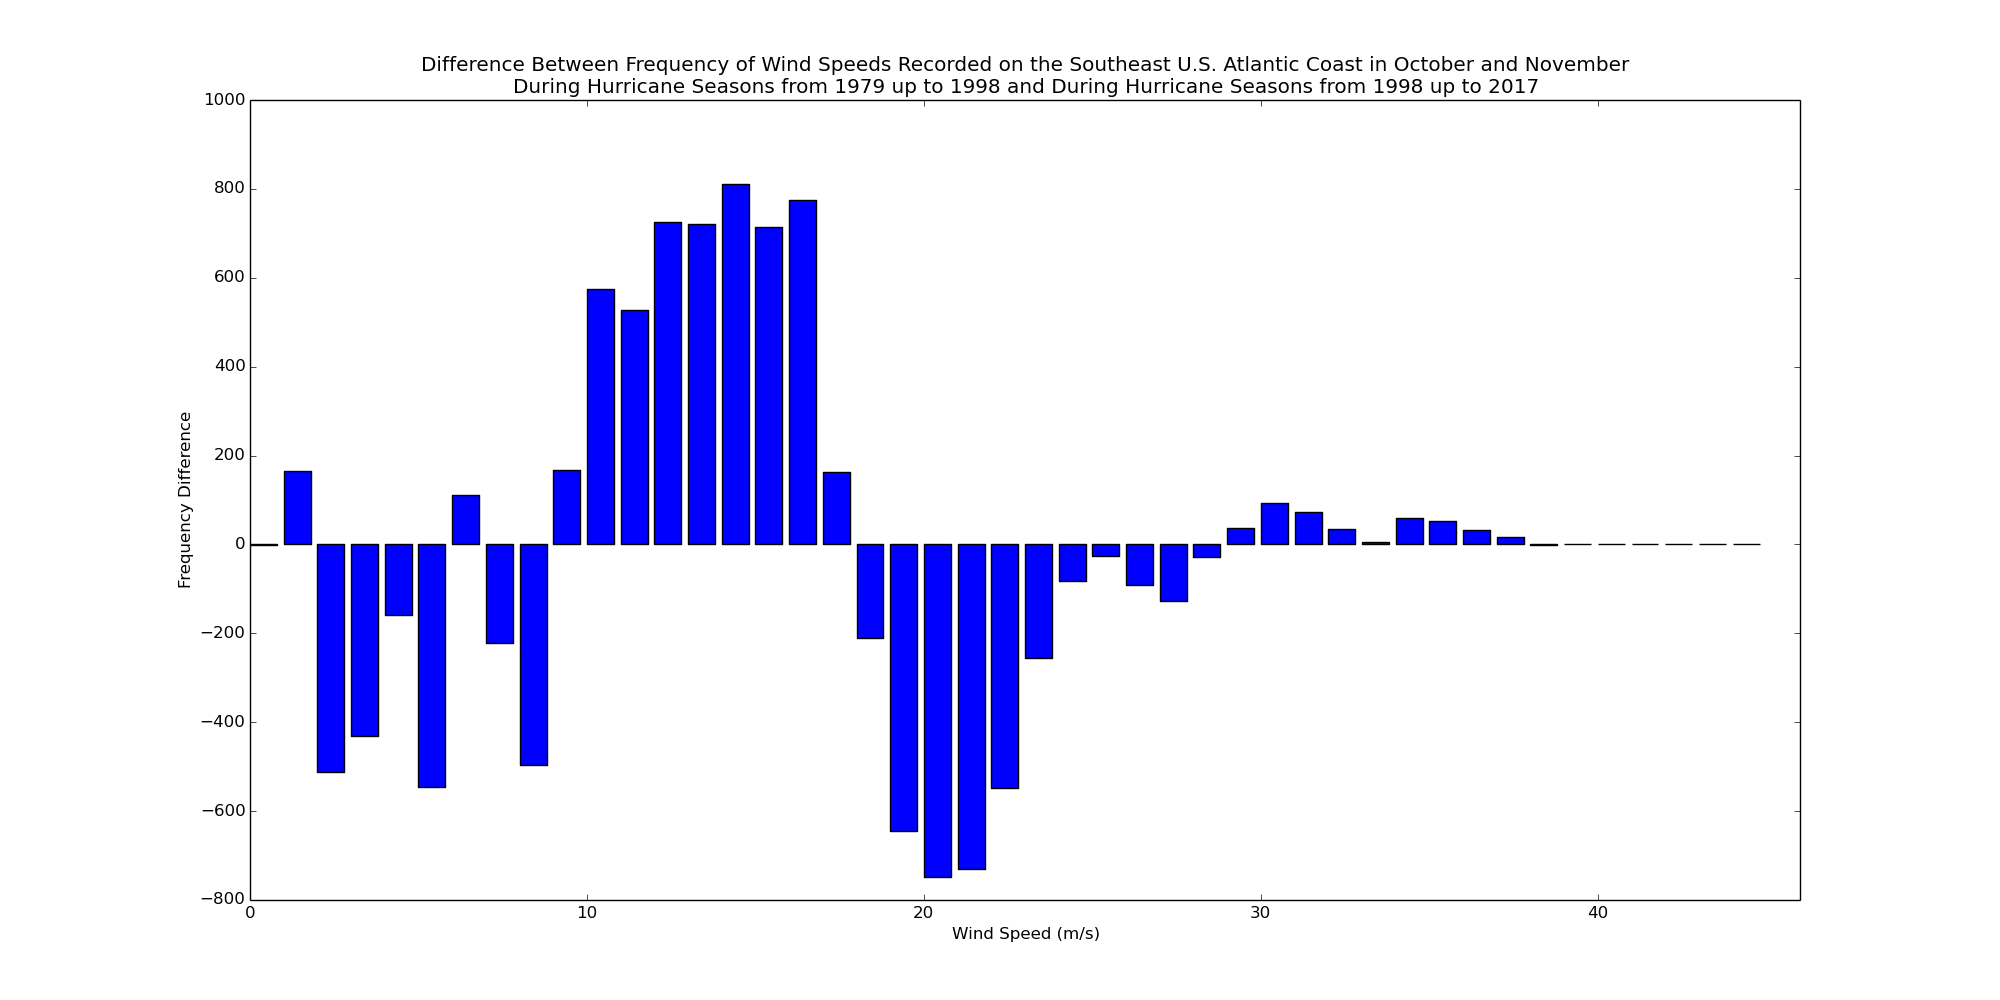 Difference Between Frequency of Wind Speeds Recorded on the Southeast U.S. Atlantic Coast in October and November
During Hurricane Seasons from 1979 up to 1998 and During Hurricane Seasons from 1998 up to 2017
1000
800
600
400
200
0
−200
−400
−600
−800
Frequency Difference
0 10 20 30 40
Wind Speed (m/s)